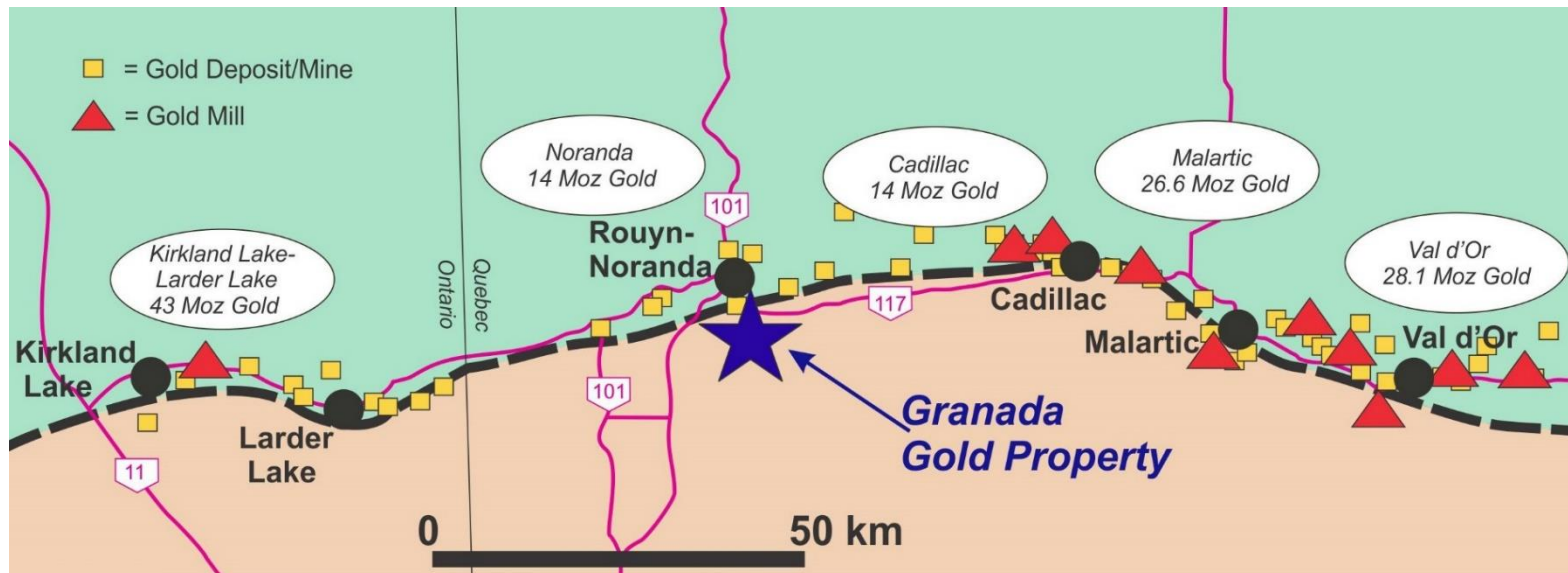 = Gold Deposit/Mine
= Gold Mill
Noranda
14 Moz Gold
Cadillac
14 Moz Gold
Malartic
26.6 Moz Gold
Kirkland Lake-
Larder Lake
43 Moz Gold
Val d'Or
28.1 Moz Gold
Ontario
Quebec
101
Rouyn-
Noranda
117
Cadillac
Malartic
Val d'Or
Kirkland
Lake
Larder
Lake
11
101
Granada
Gold Property
0
50 km